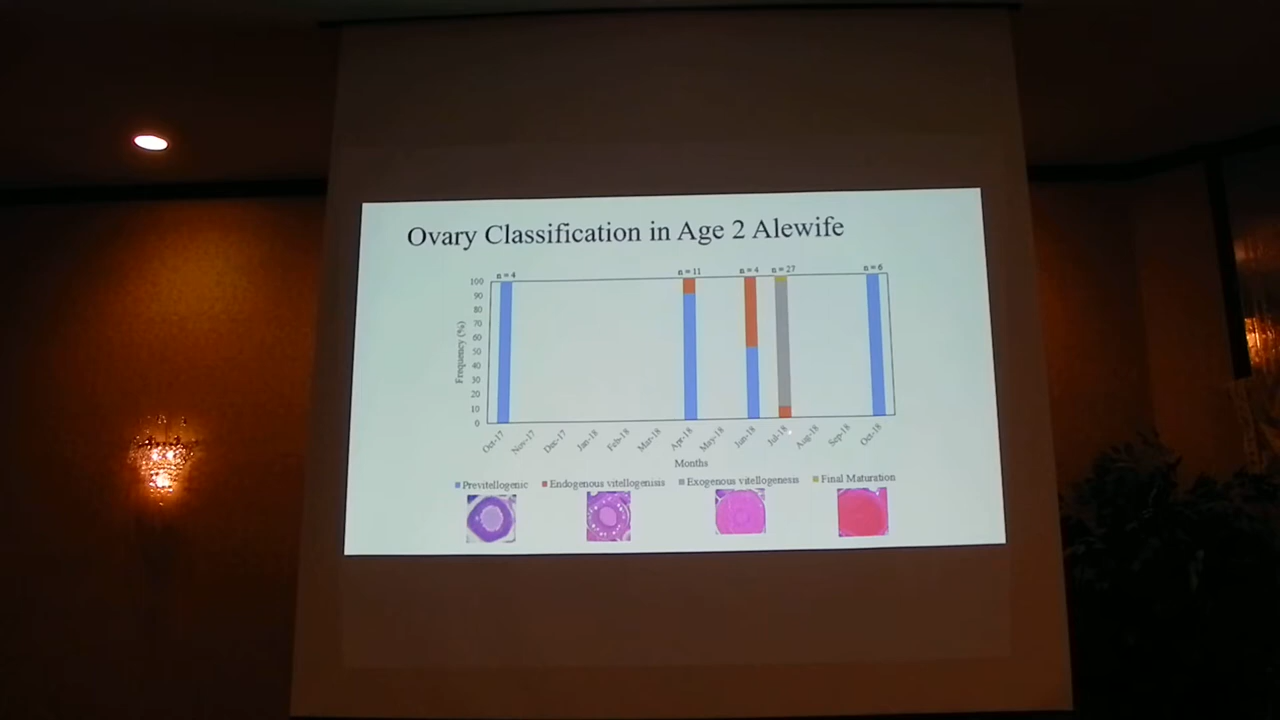 Ovary Classification in Age 2 Alewife
n = 4
n = 11
n = 4
n = 27
n = 6
100
90
80
70
60
50
40
30
20
10
0
Frequency (%)
Oct-17
Nov-17
Dec-17
Jan-18
Feb-18
Mar-18
Apr-18
May-18
Jun-18
Jul-18
Aug-18
Sep-18
Oct-18
Months
Previtellogenic
Endogenous vitellogenisis
Exogenous vitellogenesis
Final Maturation